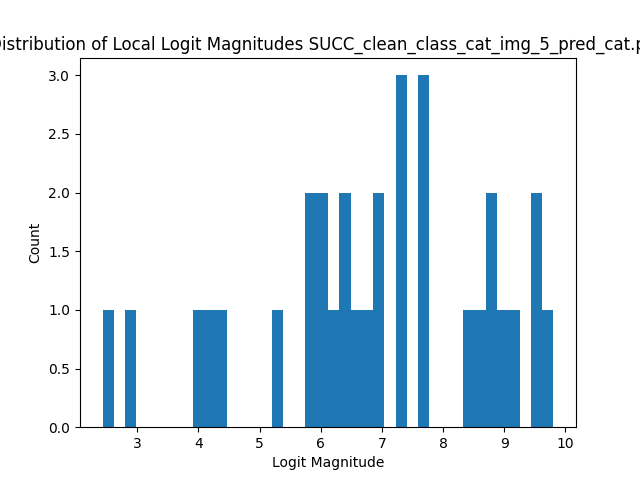 Distribution of Local Logit Magnitudes SUCC_clean_class_cat_img_5_pred_cat.p
3.0
2.5
2.0
1.5
1.0
0.5
0.0
Count
3 4 5 6 7 8 9 10
Logit Magnitude